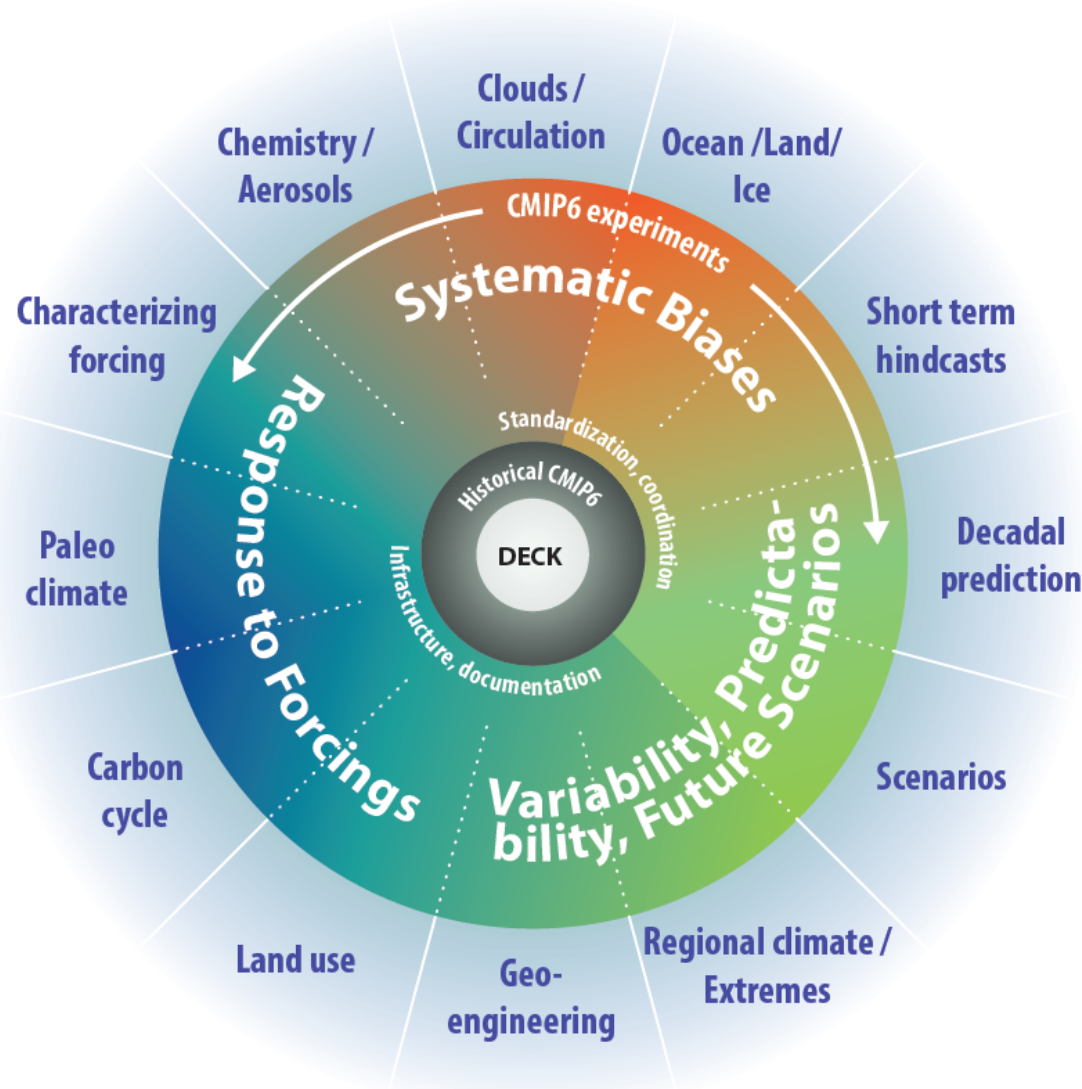 Clouds /
Circulation
Ocean /Land/
Ice
Short term
hindcasts
Decadal
prediction
Scenarios
Regional climate /
Extremes
Geo-
engineering
Land use
Carbon
cycle
Paleo
climate
Characterizing
forcing
Chemistry /
Aerosols
CMIP6 experiments
Systematic Biases
Variability, Predicta-
bility, Future Scenarios
Response to Forcings
Standardization, coordination
Infrastructure, documentation
Historical CMIP6
DECK